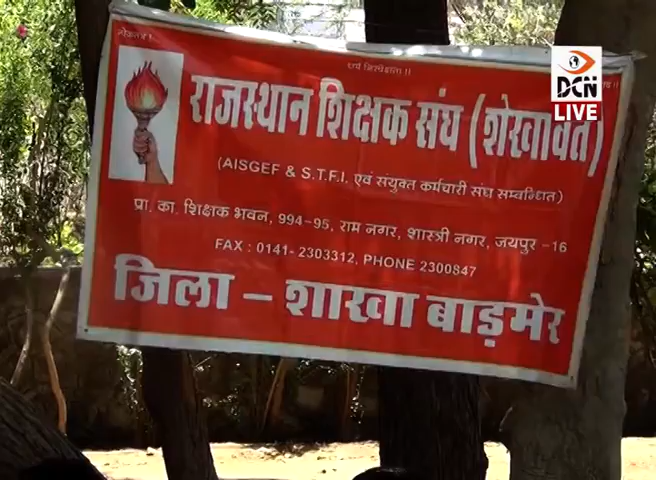 DCN
LIVE
राजस्थान शिक्षक संघ (शेखावत)
(AISGEF & S.T.F.I. एवं संयुक्त कर्मचारी संघ सम्बन्धित)
प्रा. का. शिक्षक भवन, 994-95, राम नगर, शास्त्री नगर, जयपुर -16
FAX : 0141- 2303312, PHONE 2300847
जिला – शाखा बाड़मेर